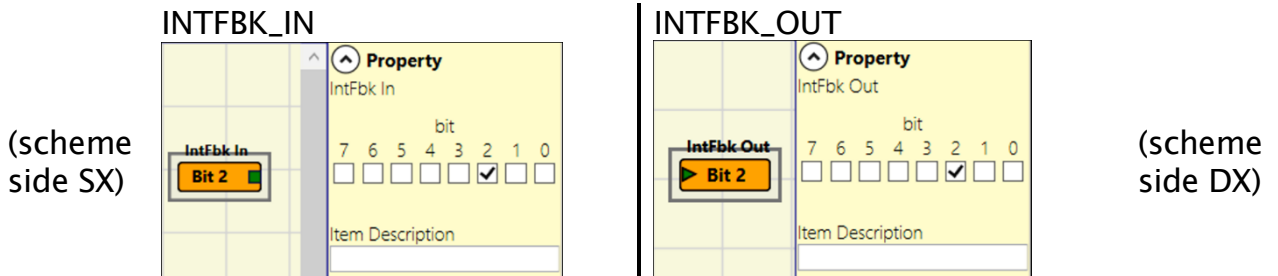 INTFBK_IN
Property
IntFbk In
bit
7 6 5 4 3 2 1 0
IntFbk In
Bit 2
Item Description
(scheme
side SX)
INTFBK_OUT
Property
IntFbk Out
bit
7 6 5 4 3 2 1 0
IntFbk Out
Bit 2
Item Description
(scheme
side DX)